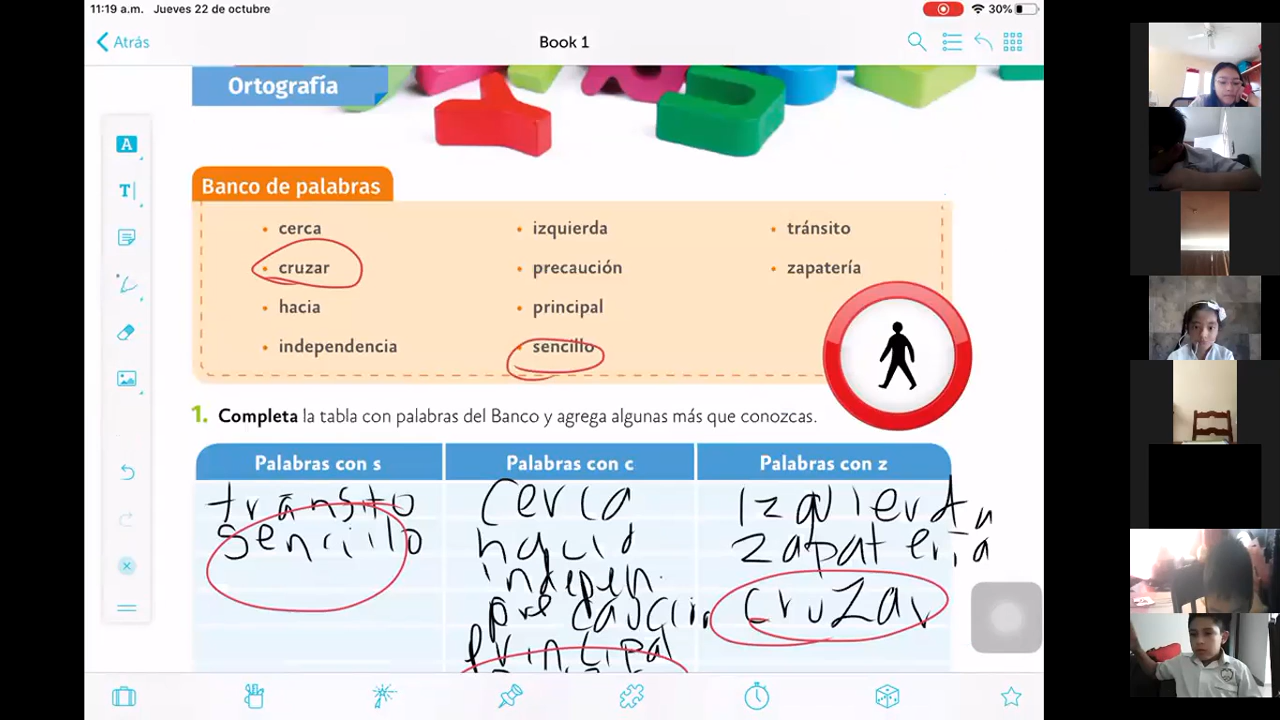 11:19 a.m. Jueves 22 de octubre
30%
Atrás
Book 1
Ortografía
Banco de palabras
• cerca
• izquierda
• tránsito
• cruzar
• precaución
• zapatería
• hacia
• principal
• independencia
• sencillo
1. Completa la tabla con palabras del Banco y agrega algunas más que conozcas.
Palabras con s
Palabras con c
Palabras con z
tránsito
cerca
Izquierda
sencillo
hacia
zapatería
indepen.
precaución
cruzar
principal